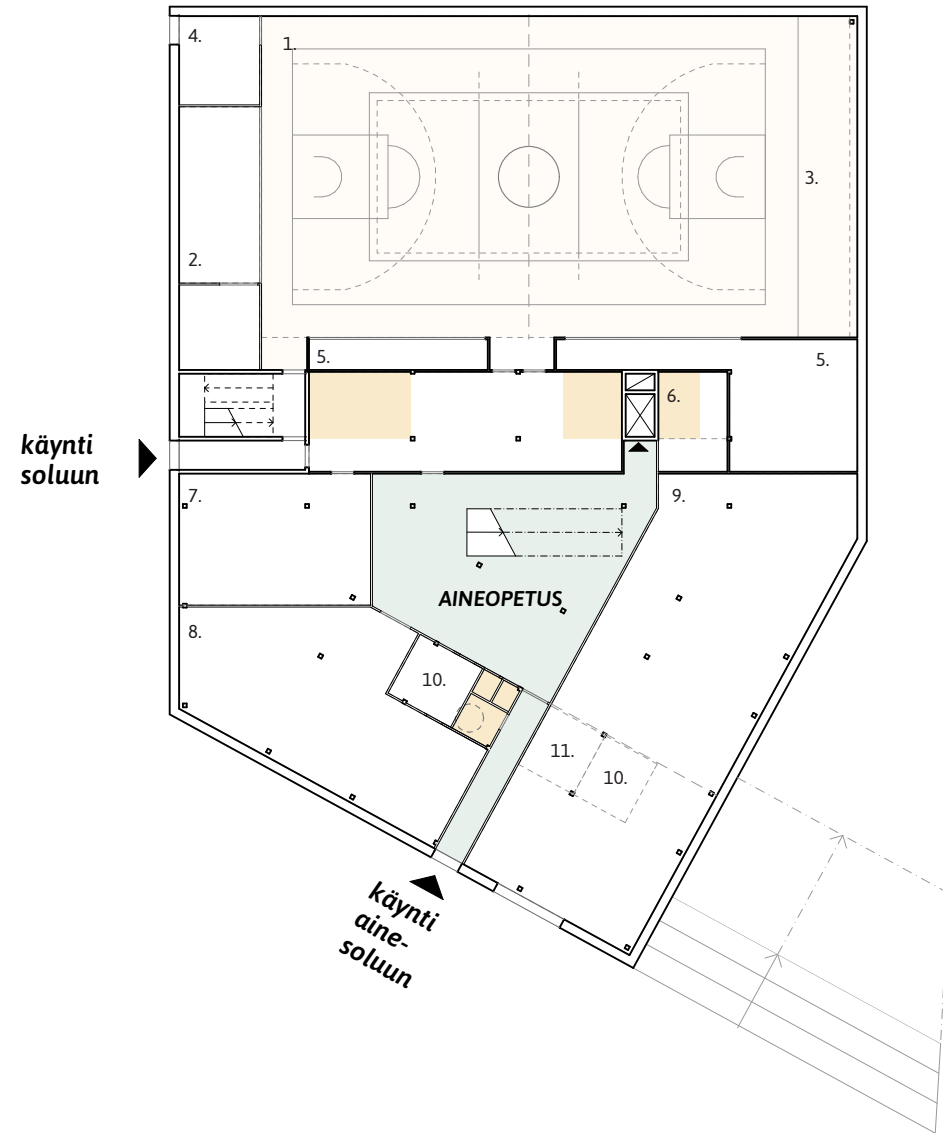 4.
1.
3.
2.
5.
5.
6.
käynti
soluun
7.
9.
AINEOPETUS
8.
10.
11.
10.
käynti
aine-
soluun